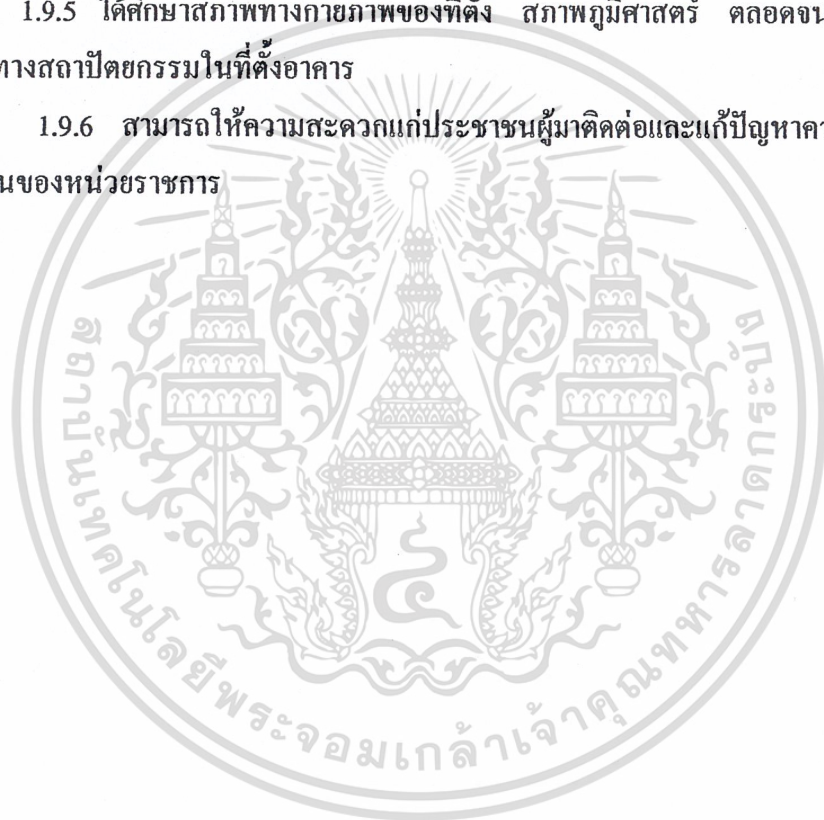 1.9.5 ได้ศึกษาสภาพทางกายภาพของที่ตั้ง สภาพภูมิศาสตร์ ตลอดจน
ทางสถาปัตยกรรมในที่ตั้งอาคาร
1.9.6 สามารถให้ความสะดวกแก่ประชาชนผู้มาติดต่อและแก้ปัญหาคว
นของหน่วยราชการ
สถาบันเทคโนโลยีพระจอมเกล้าเจ้าคุณทหารลาดกระบัง
๔